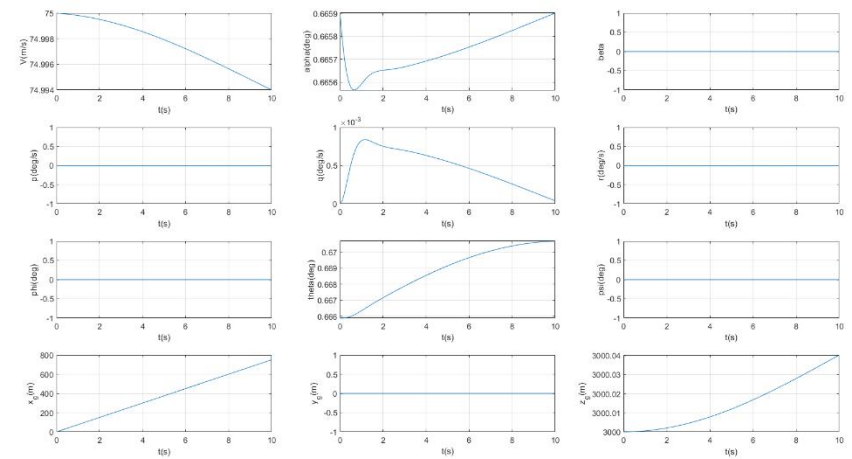 75
74.998
74.996
74.994
V(m/s)
0 2 4 6 8 10
t(s)
0.6659
0.6658
0.6657
0.6656
alpha(deg)
0 2 4 6 8 10
t(s)
1
0.5
0
-0.5
-1
beta
0 2 4 6 8 10
t(s)
1
0.5
0
-0.5
-1
p(deg/s)
0 2 4 6 8 10
t(s)
×10⁻³
1
0.5
0
q(deg/s)
0 2 4 6 8 10
t(s)
1
0.5
0
-0.5
-1
r(deg/s)
0 2 4 6 8 10
t(s)
1
0.5
0
-0.5
-1
phi(deg)
0 2 4 6 8 10
t(s)
0.67
0.669
0.668
0.667
0.666
theta(deg)
0 2 4 6 8 10
t(s)
1
0.5
0
-0.5
-1
psi(deg)
0 2 4 6 8 10
t(s)
800
600
400
200
0
x_g(m)
0 2 4 6 8 10
t(s)
1
0.5
0
-0.5
-1
y_g(m)
0 2 4 6 8 10
t(s)
3000.04
3000.03
3000.02
3000.01
3000
z_g(m)
0 2 4 6 8 10
t(s)